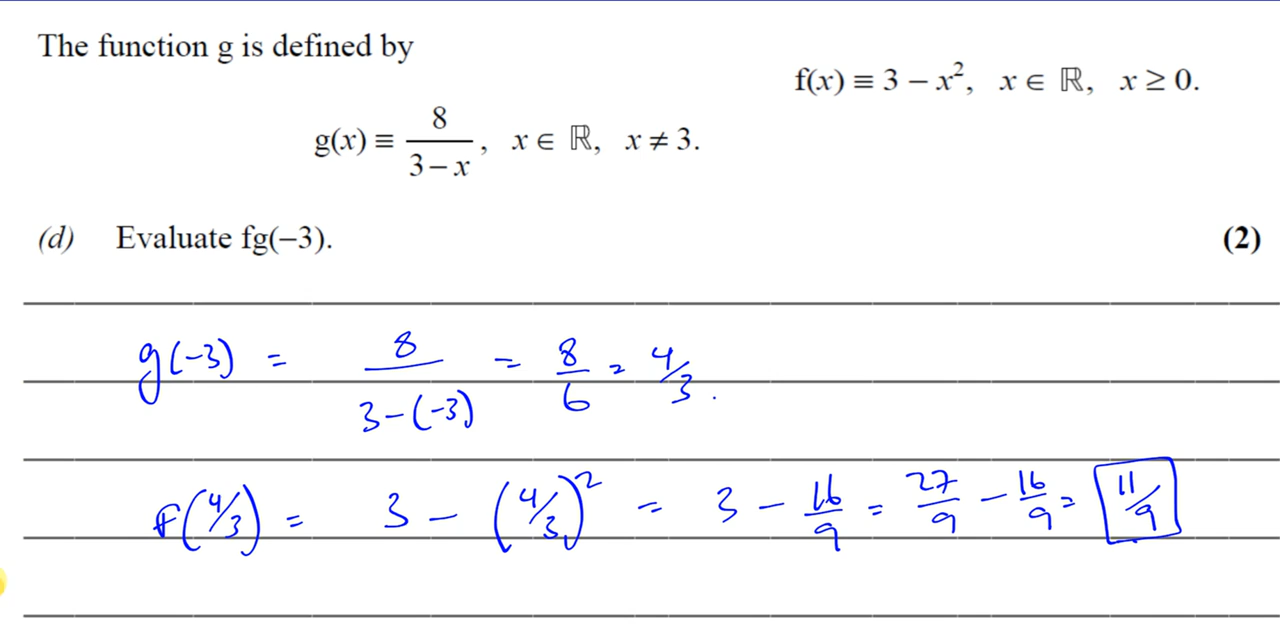 The function g is defined by
f(x) ≡ 3 − x², x ∈ ℝ, x ≥ 0.
g(x) ≡ 8/(3 − x), x ∈ ℝ, x ≠ 3.
(d) Evaluate fg(−3). (2)
g(-3) = 8/(3-(-3)) = 8/6 = 4/3.
f(4/3) = 3 - (4/3)² = 3 - 16/9 = 27/9 - 16/9 = 11/9